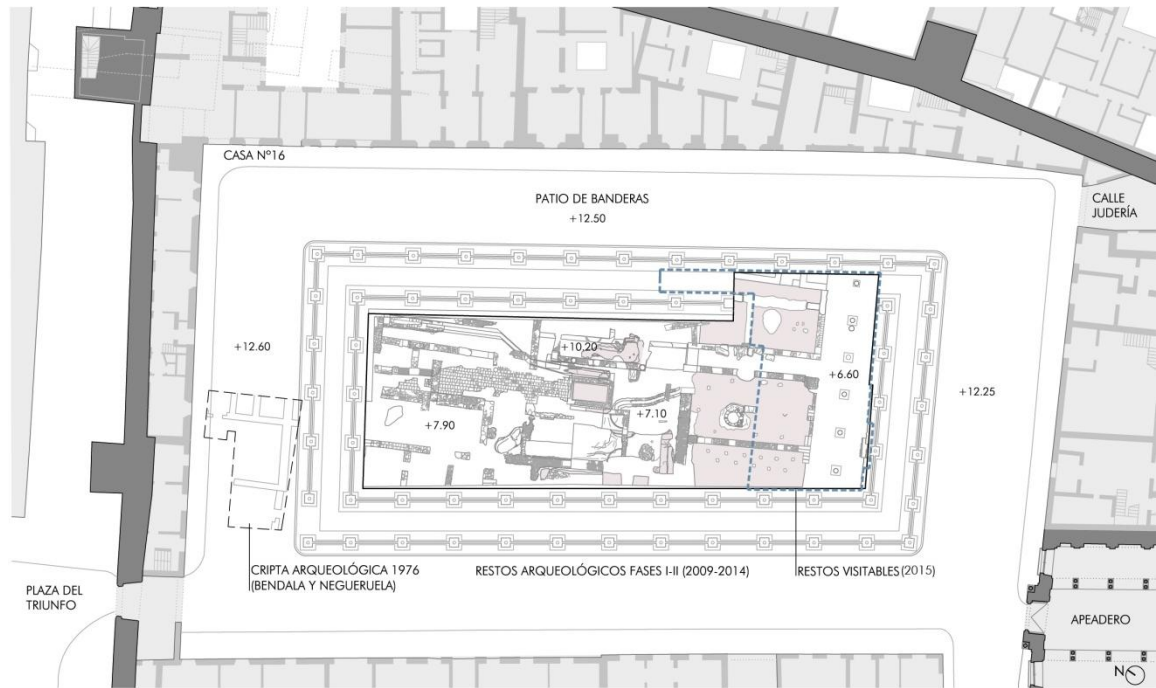 CASA Nº16
PATIO DE BANDERAS
+12.50
CALLE
JUDERÍA
+12.60
+10,20
+6.60
+12.25
+7.10
+7.90
CRIPTA ARQUEOLÓGICA 1976
(BENDALA Y NEGUERUELA)
RESTOS ARQUEOLÓGICOS FASES I-II (2009-2014)
RESTOS VISITABLES (2015)
PLAZA DEL
TRIUNFO
APEADERO
N